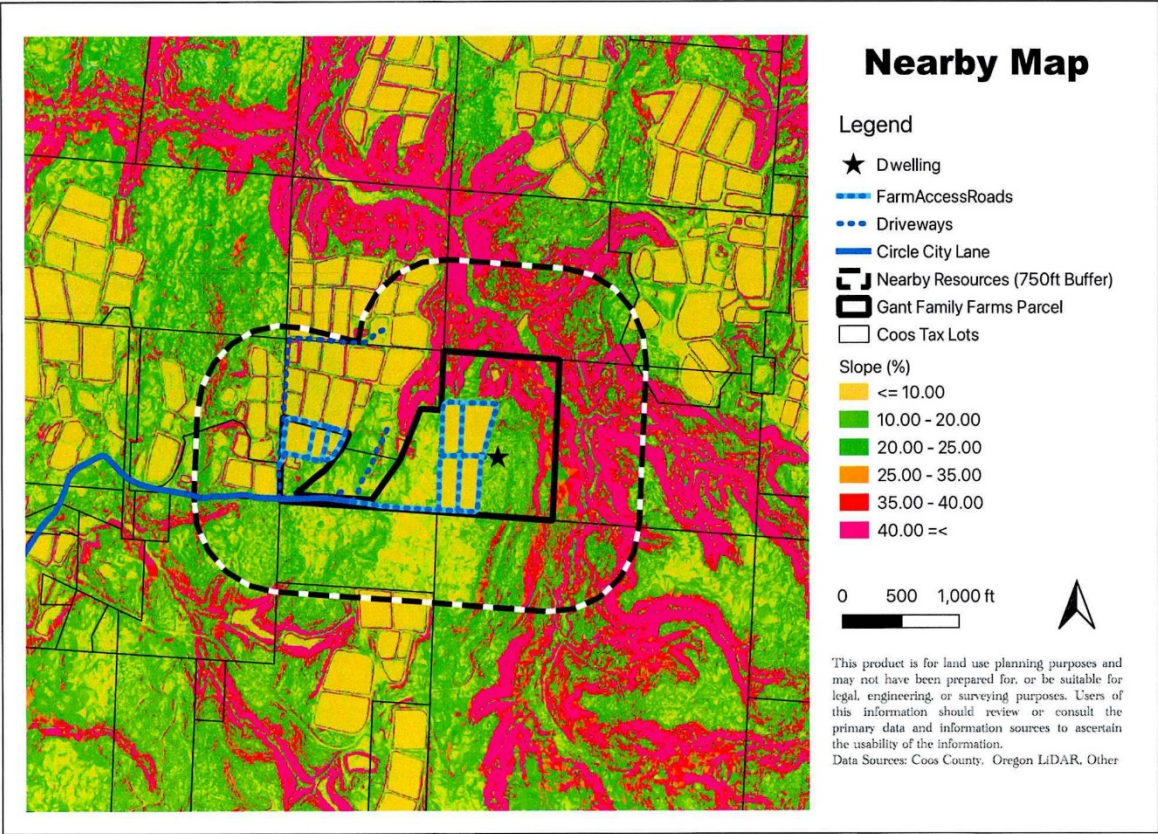 Nearby Map
Legend
Dwelling
FarmAccessRoads
Driveways
Circle City Lane
Nearby Resources (750ft Buffer)
Gant Family Farms Parcel
Coos Tax Lots
Slope (%)
<= 10.00
10.00 - 20.00
20.00 - 25.00
25.00 - 35.00
35.00 - 40.00
40.00 =<
0 500 1,000 ft
This product is for land use planning purposes and
may not have been prepared for, or be suitable for
legal, engineering, or surveying purposes. Users of
this information should review or consult the
primary data and information sources to ascertain
the usability of the information.
Data Sources: Coos County, Oregon LiDAR, Other